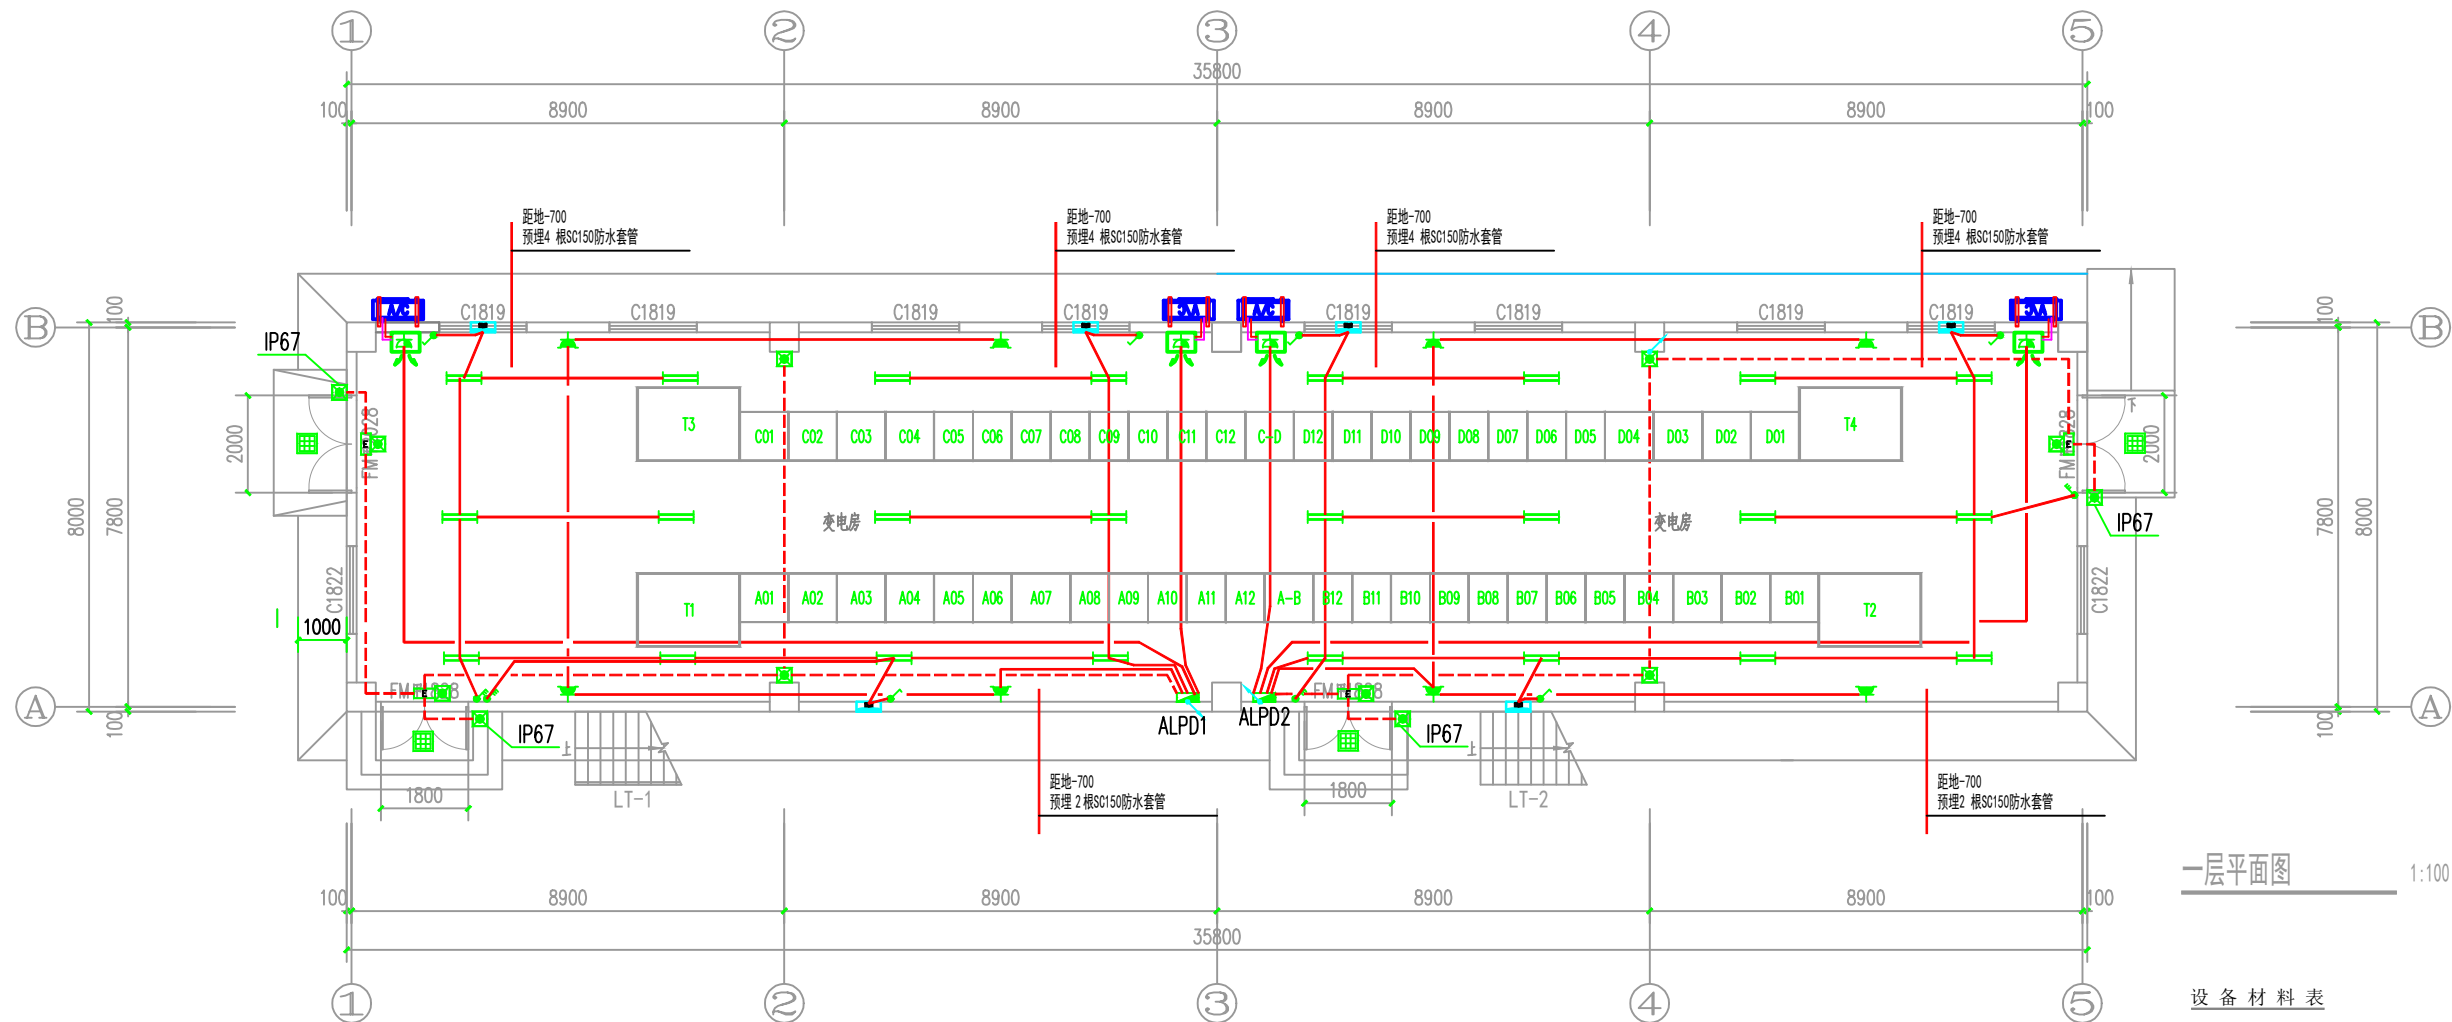 1 2 3 4 5
35800
100 8900 8900 8900 8900 100
距地-700
预埋4 根SC150防水套管
距地-700
预埋4 根SC150防水套管
距地-700
预埋4 根SC150防水套管
距地-700
预埋4 根SC150防水套管
A/C A/C A/C A/C
C1819 C1819 C1819 C1819 C1819 C1819 C1819 C1819
B 100 100 B
IP67
T3 C01 C02 C03 C04 C05 C06 C07 C08 C09 C10 C11 C12 C-D D12 D11 D10 D09 D08 D07 D06 D05 D04 D03 D02 D01 T4
E E
下
2000 2000
8000 7800 7800 8000
变电房 变电房
IP67
C1822 C1822
T1 A01 A02 A03 A04 A05 A06 A07 A08 A09 A10 A11 A12 A-B B12 B11 B10 B09 B08 B07 B06 B05 B04 B03 B02 B01 T2
1000
E E
A 100 100 A
ALPD1 ALPD2
IP67 IP67
上 上
1800 1800
LT-1 LT-2
距地-700
预埋 2 根SC150防水套管
距地-700
预埋2 根SC150防水套管
一层平面图 1:100
100 8900 8900 8900 8900 100
35800
1 2 3 4 5
设 备 材 料 表